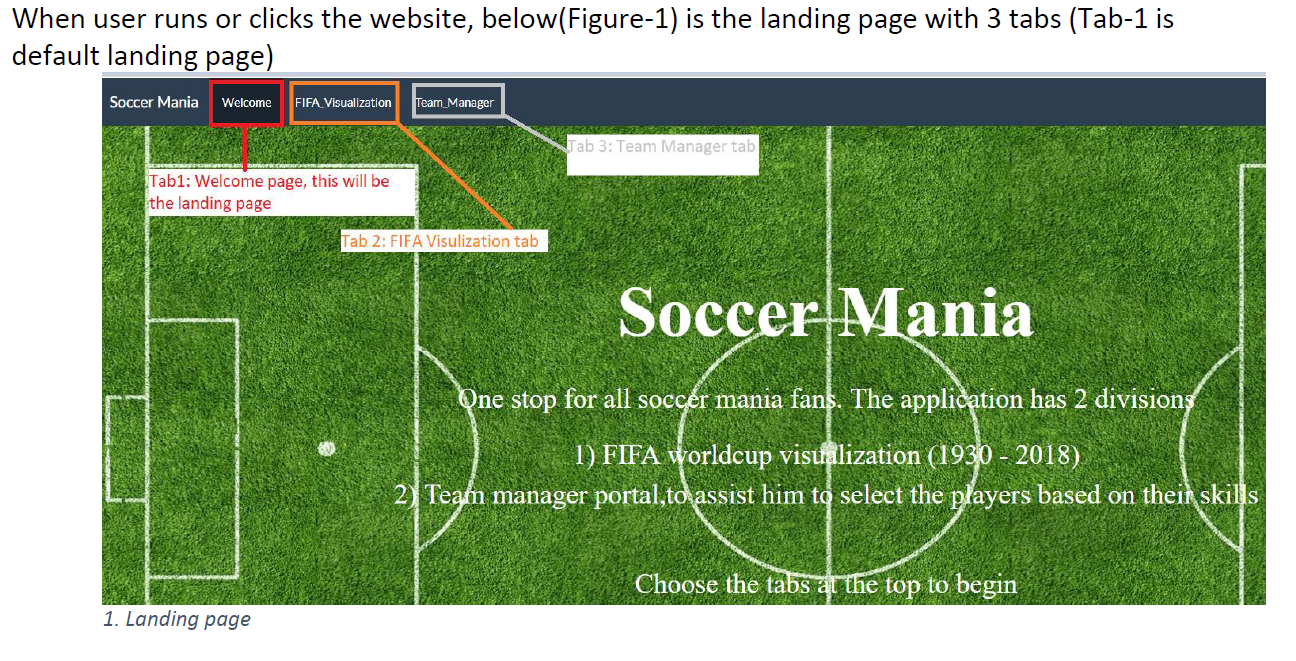 When user runs or clicks the website, below(Figure-1) is the landing page with 3 tabs (Tab-1 is
default landing page)
Soccer Mania Welcome FIFA_Visualization Team_Manager
Tab 3: Team Manager tab
Tab1: Welcome page, this will be
the landing page
Tab 2: FIFA Visulization tab
Soccer Mania
One stop for all soccer mania fans. The application has 2 divisions
1) FIFA worldcup visualization (1930 - 2018)
2) Team manager portal,to assist him to select the players based on their skills
Choose the tabs at the top to begin
1. Landing page